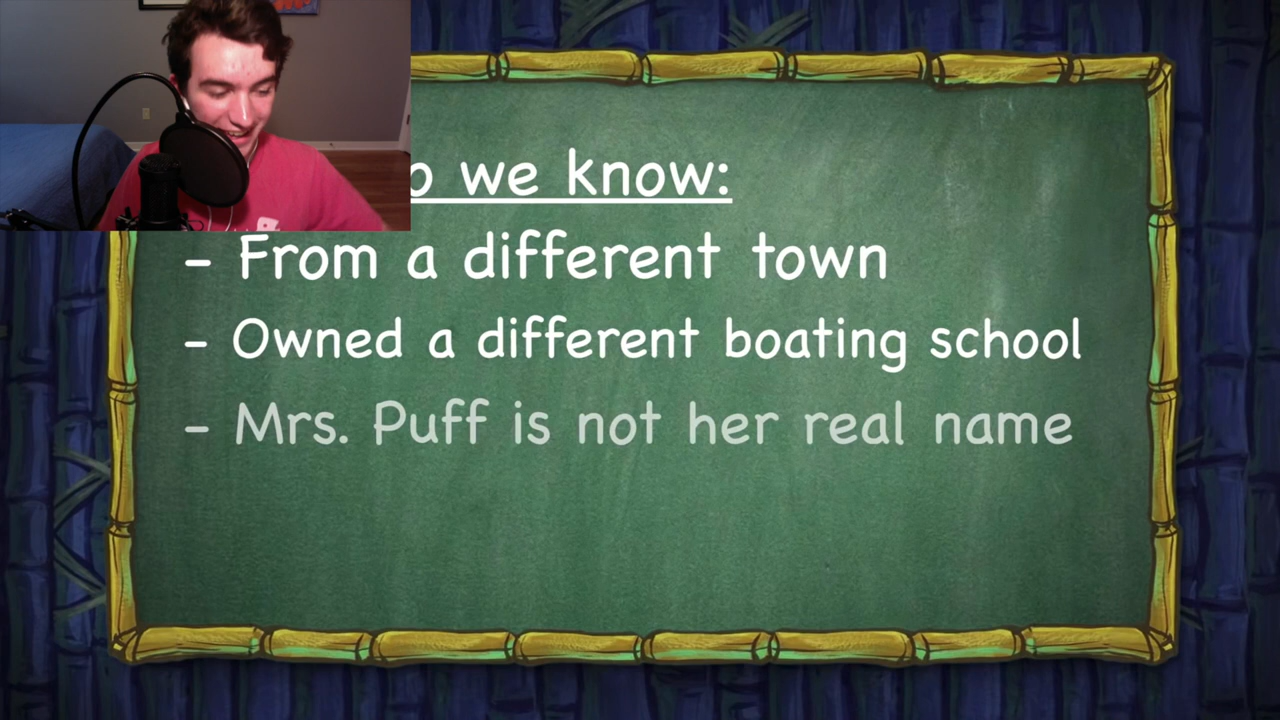 we know:
- From a different town
- Owned a different boating school
- Mrs. Puff is not her real name